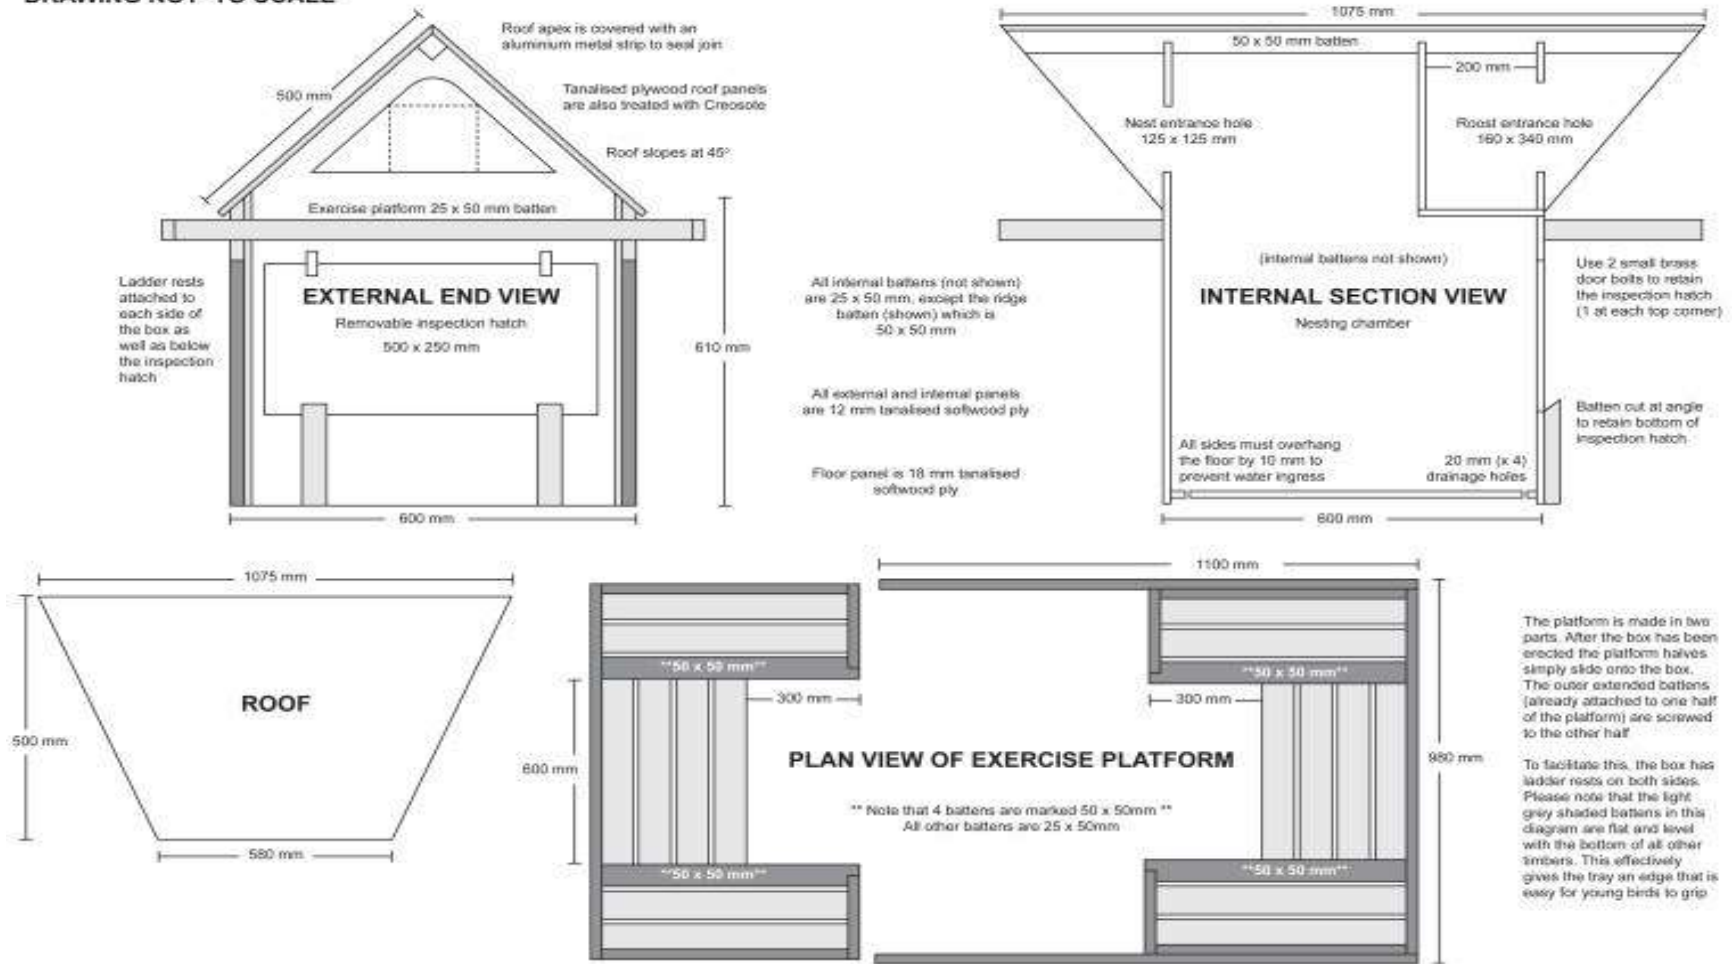 DRAWING NOT TO SCALE
Roof apex is covered with an
aluminium metal strip to seal join
500 mm
Tanalised plywood roof panels
are also treated with Creosote
Roof slopes at 45°
Exercise platform 25 x 50 mm batten
Ladder rests
attached to
each side of
the box as
well as below
the inspection
hatch
EXTERNAL END VIEW
Removable inspection hatch
500 x 250 mm
610 mm
600 mm
All internal battens (not shown)
are 25 x 50 mm, except the ridge
batten (shown) which is
50 x 50 mm
All external and internal panels
are 12 mm tanalised softwood ply
Floor panel is 18 mm tanalised
softwood ply
1075 mm
50 x 50 mm batten
200 mm
Nest entrance hole
125 x 125 mm
Roost entrance hole
160 x 340 mm
(internal battens not shown)
INTERNAL SECTION VIEW
Nesting chamber
Use 2 small brass
door bolts to retain
the inspection hatch
(1 at each top corner)
Batten cut at angle
to retain bottom of
inspection hatch
All sides must overhang
the floor by 10 mm to
prevent water ingress
20 mm (x 4)
drainage holes
600 mm
1075 mm
ROOF
500 mm
580 mm
1100 mm
**50 x 50 mm**
**50 x 50 mm**
300 mm
300 mm
600 mm
PLAN VIEW OF EXERCISE PLATFORM
980 mm
** Note that 4 battens are marked 50 x 50mm **
All other battens are 25 x 50mm
**50 x 50 mm**
**50 x 50 mm**
The platform is made in two
parts. After the box has been
erected the platform halves
simply slide onto the box.
The outer extended battens
(already attached to one half
of the platform) are screwed
to the other half
To facilitate this, the box has
ladder rests on both sides.
Please note that the light
grey shaded battens in this
diagram are flat and level
with the bottom of all other
timbers. This effectively
gives the tray an edge that is
easy for young birds to grip